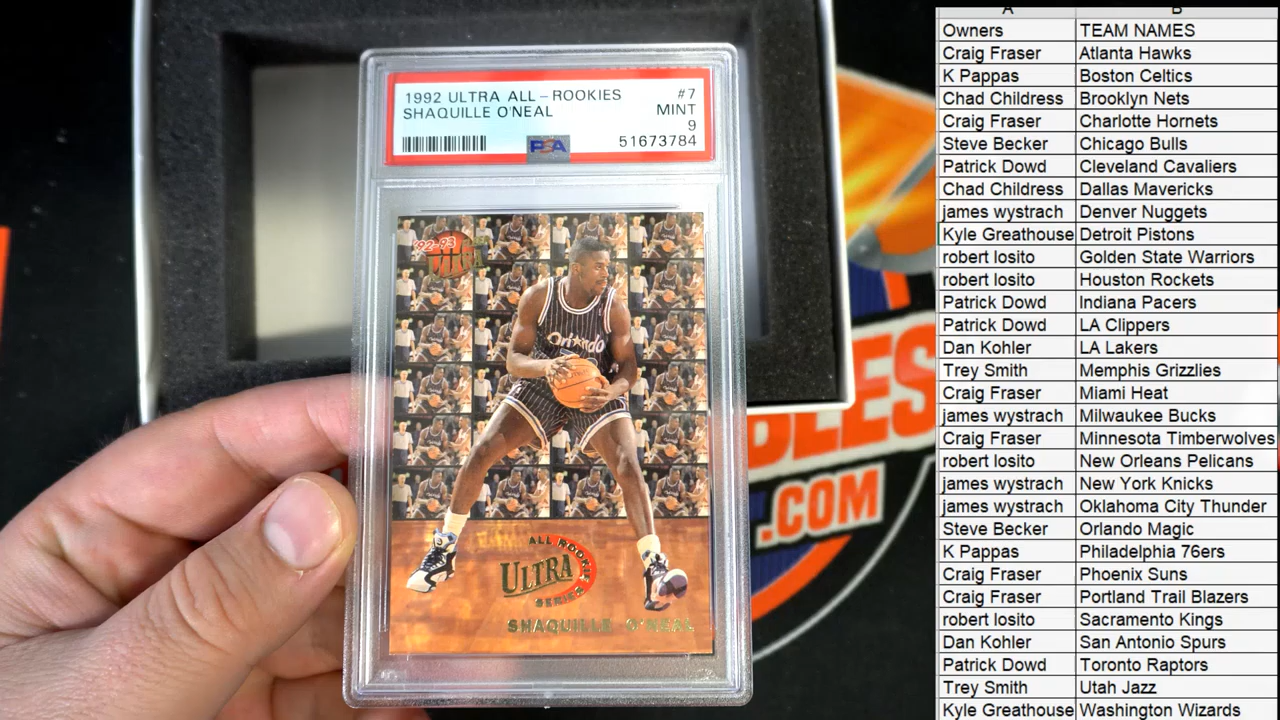 1992 ULTRA ALL-ROOKIES #7
SHAQUILLE O'NEAL MINT
9
PSA 51673784
'92-93
ULTRA
Orlando
ALL ROOKIE
ULTRA
SERIES
SHAQUILLE O'NEAL
BLES
.COM
A B
Owners TEAM NAMES
Craig Fraser Atlanta Hawks
K Pappas Boston Celtics
Chad Childress Brooklyn Nets
Craig Fraser Charlotte Hornets
Steve Becker Chicago Bulls
Patrick Dowd Cleveland Cavaliers
Chad Childress Dallas Mavericks
james wystrach Denver Nuggets
Kyle Greathouse Detroit Pistons
robert losito Golden State Warriors
robert losito Houston Rockets
Patrick Dowd Indiana Pacers
Patrick Dowd LA Clippers
Dan Kohler LA Lakers
Trey Smith Memphis Grizzlies
Craig Fraser Miami Heat
james wystrach Milwaukee Bucks
Craig Fraser Minnesota Timberwolves
robert losito New Orleans Pelicans
james wystrach New York Knicks
james wystrach Oklahoma City Thunder
Steve Becker Orlando Magic
K Pappas Philadelphia 76ers
Craig Fraser Phoenix Suns
Craig Fraser Portland Trail Blazers
robert losito Sacramento Kings
Dan Kohler San Antonio Spurs
Patrick Dowd Toronto Raptors
Trey Smith Utah Jazz
Kyle Greathouse Washington Wizards